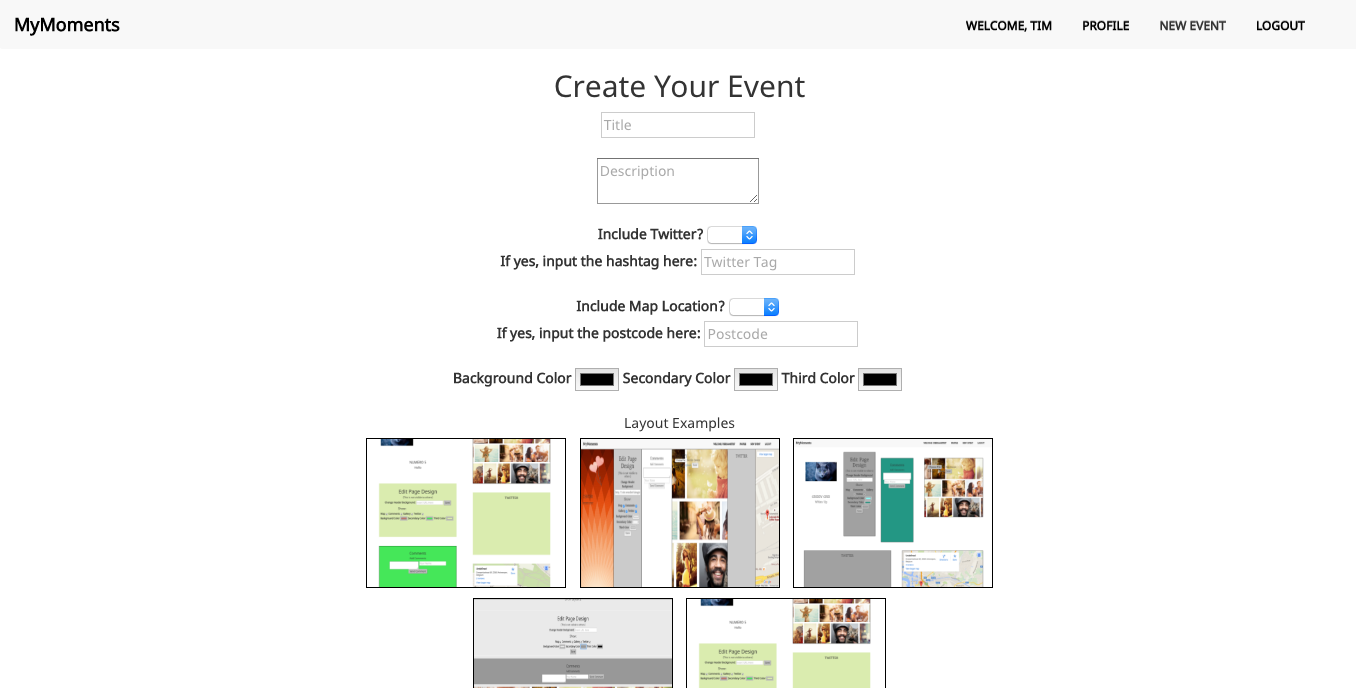 MyMoments
WELCOME, TIM PROFILE NEW EVENT LOGOUT
Create Your Event
Title
Description
Include Twitter?
If yes, input the hashtag here: Twitter Tag
Include Map Location?
If yes, input the postcode here: Postcode
Background Color Secondary Color Third Color
Layout Examples
Edit Page Design
Edit Page
Design
Edit Page
Design
Edit Page Design
Edit Page Design